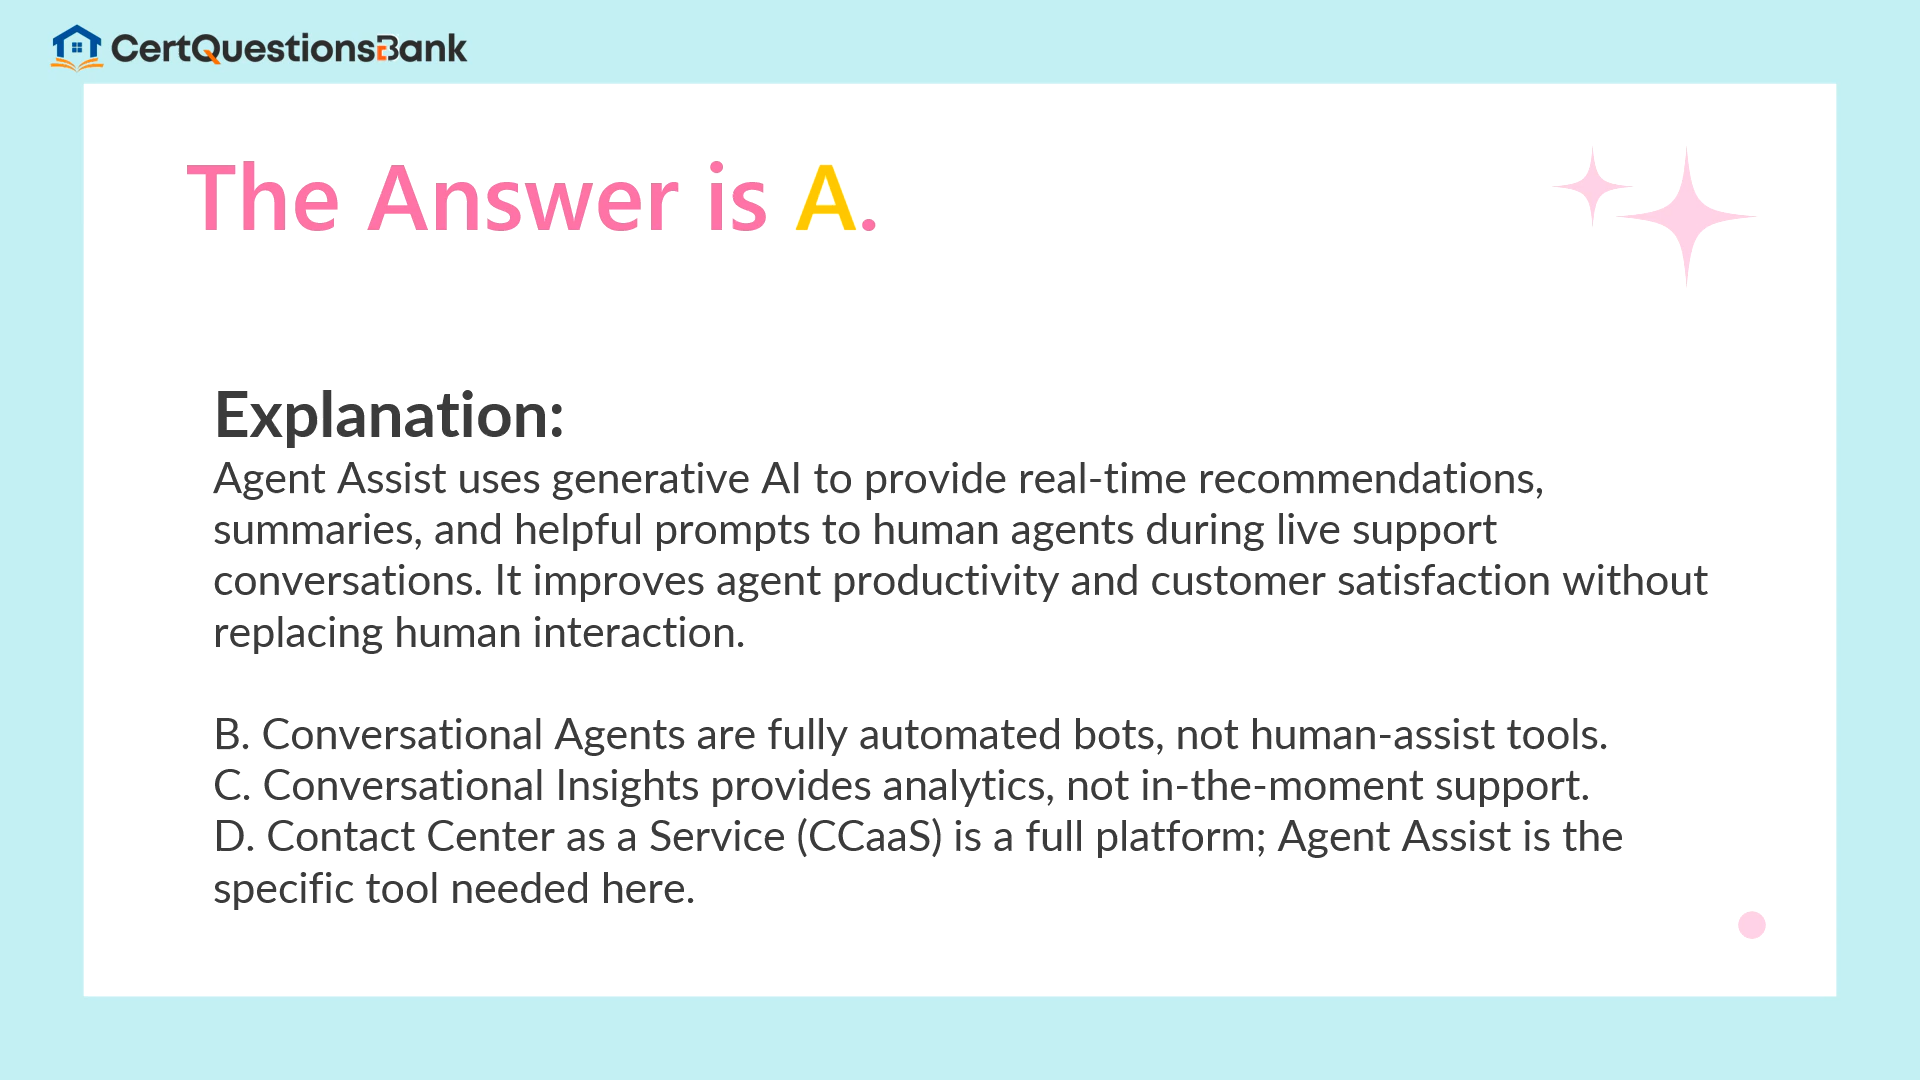 CertQuestionsBank
The Answer is A.
Explanation:
Agent Assist uses generative AI to provide real-time recommendations,
summaries, and helpful prompts to human agents during live support
conversations. It improves agent productivity and customer satisfaction without
replacing human interaction.
B. Conversational Agents are fully automated bots, not human-assist tools.
C. Conversational Insights provides analytics, not in-the-moment support.
D. Contact Center as a Service (CCaaS) is a full platform; Agent Assist is the
specific tool needed here.